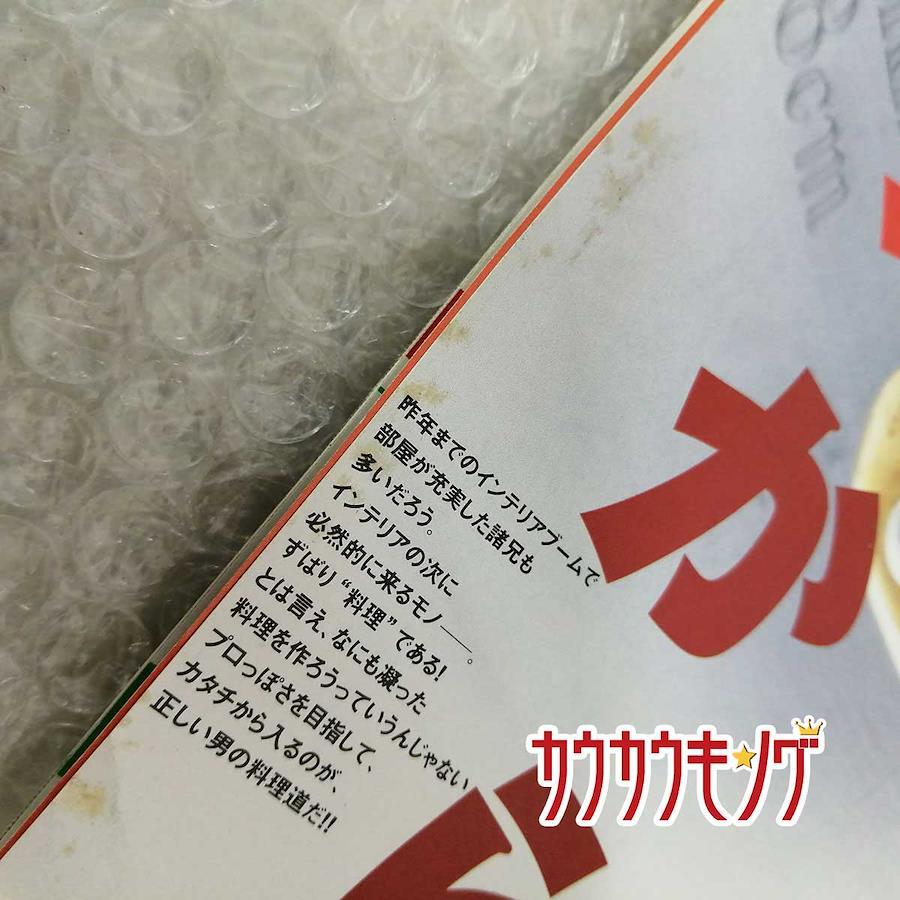 8cm
か
昨年までのインテリアブームで
部屋が充実した諸兄も
多いだろう。
インテリアの次に
必然的に来るモノ――。
ずばり“料理”である!
とは言え、なにも凝った
料理を作ろうっていうんじゃない
プロっぽさを目指して、
カタチから入るのが、
正しい男の料理道だ!!
ら
カウカウキング